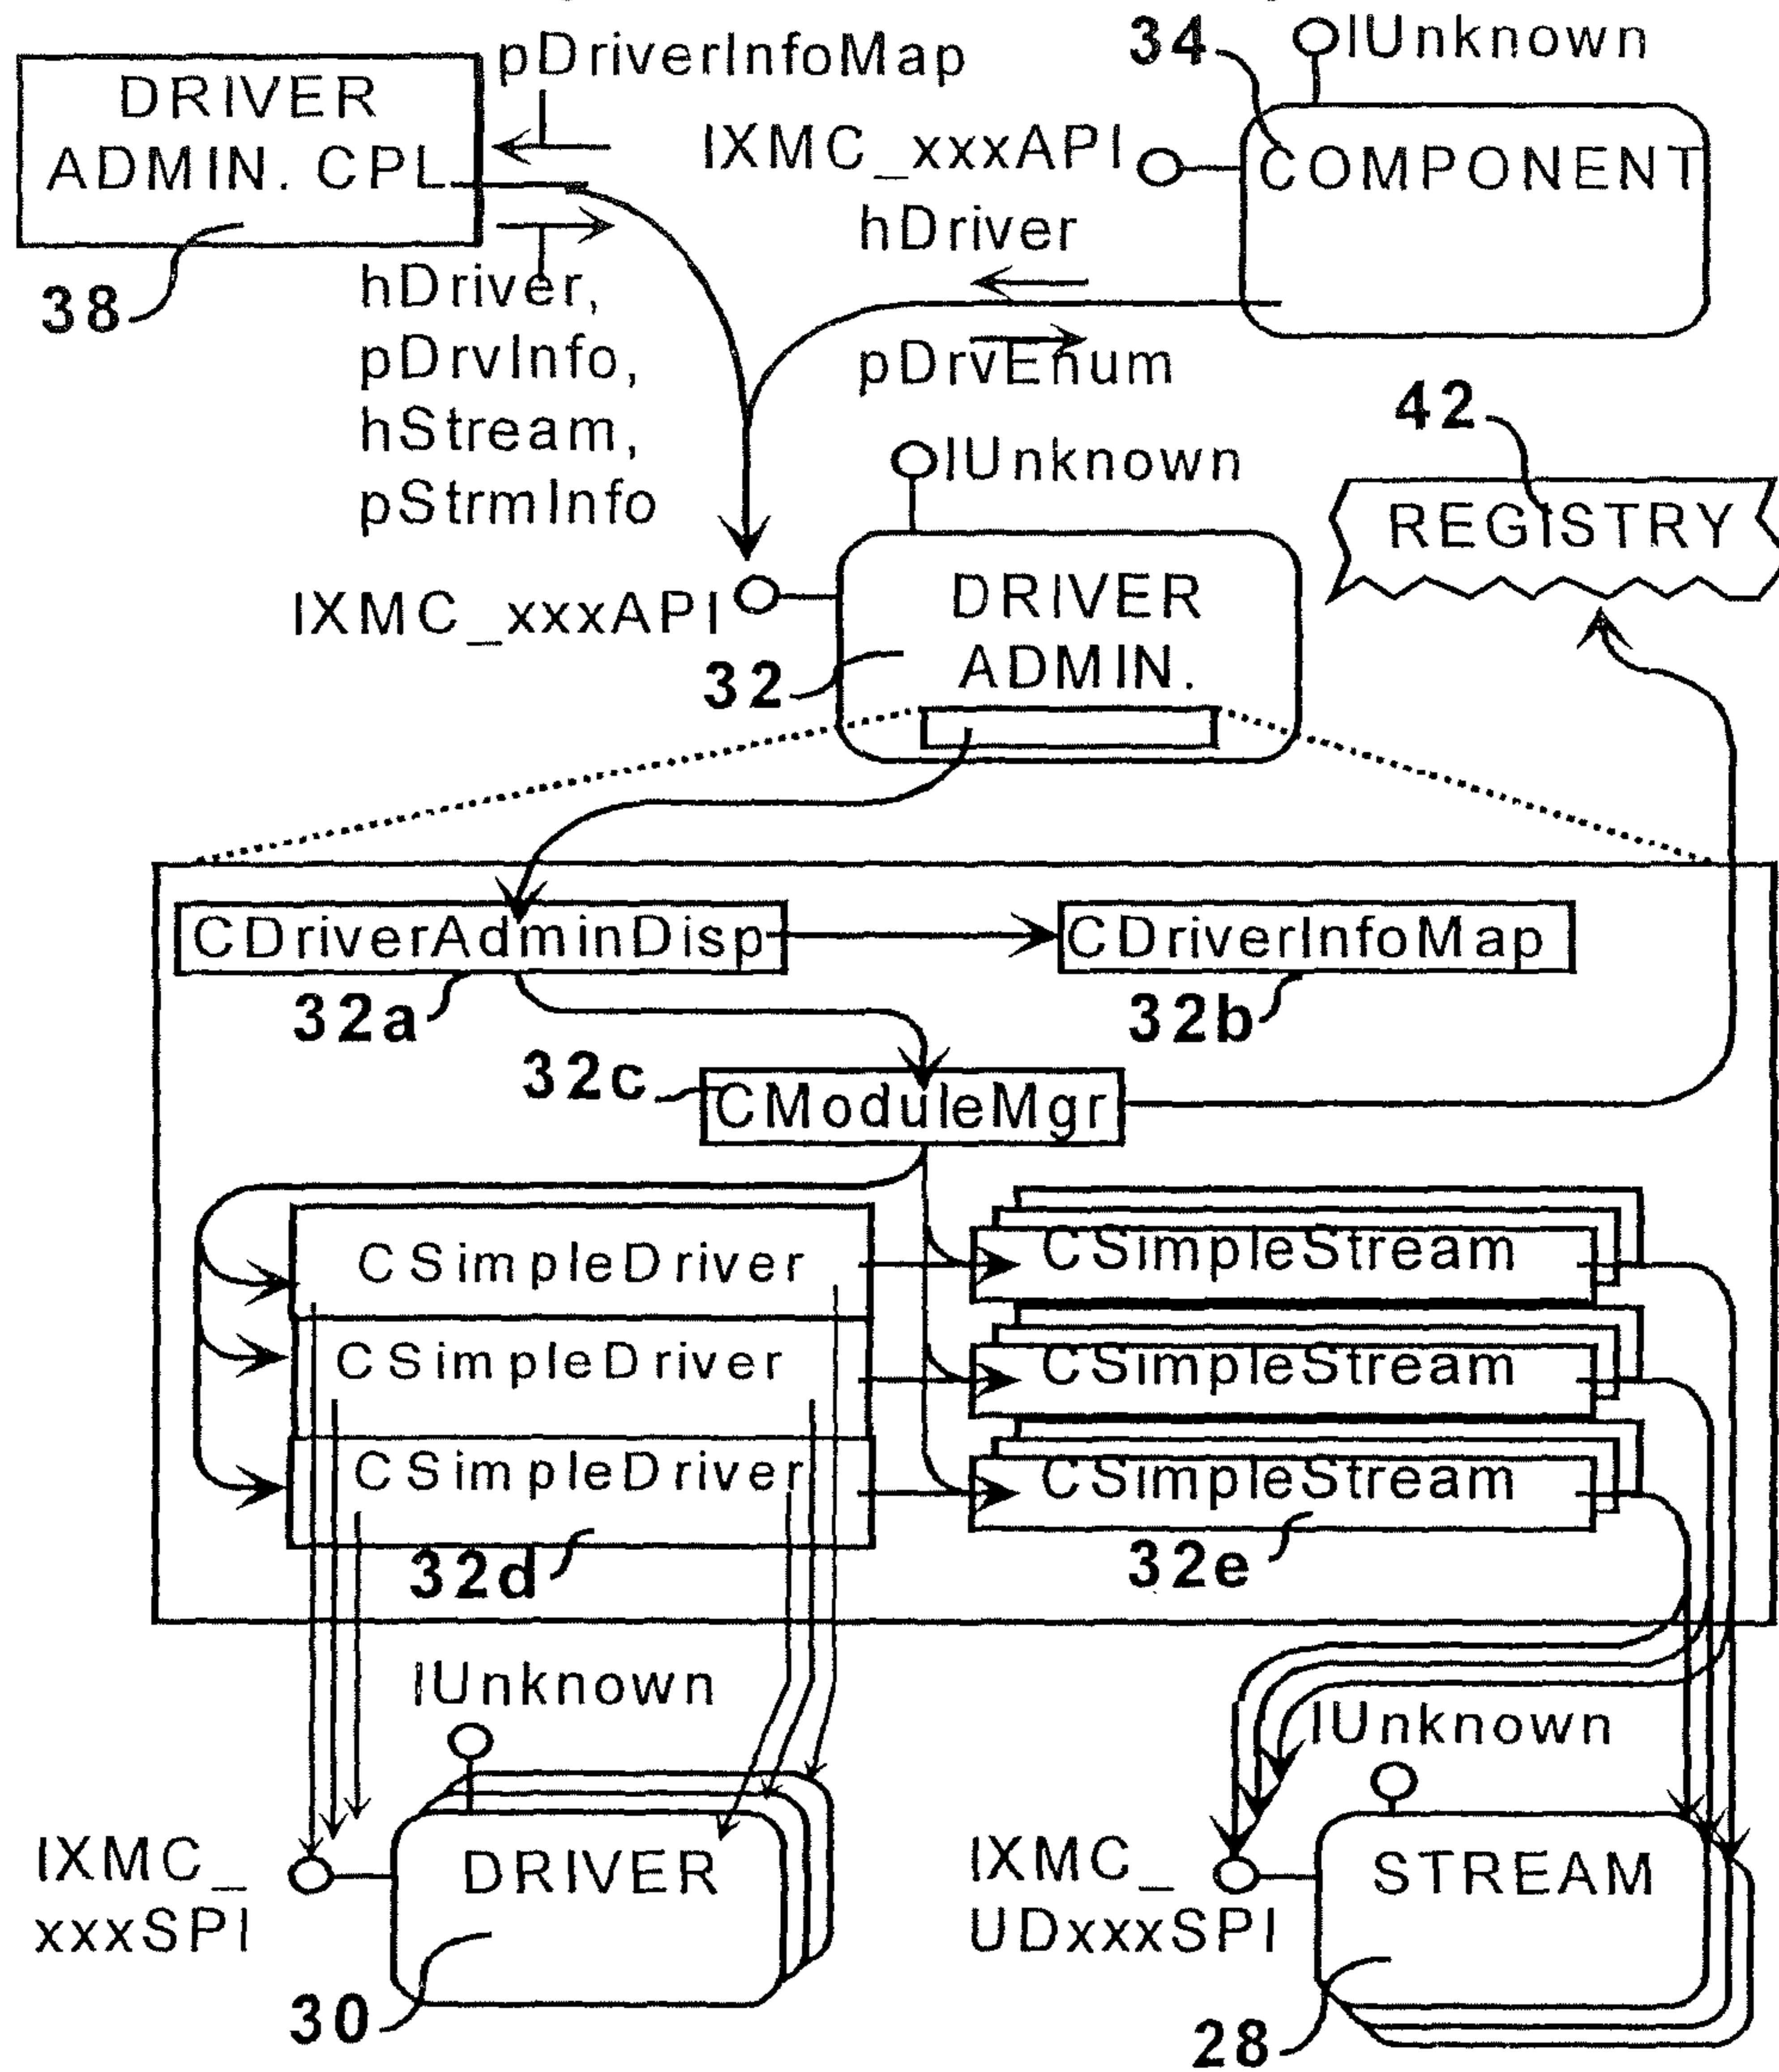 pDriverInfoMap
34
IUnknown
DRIVER
ADMIN. CPL
IXMC_xxxAPI
COMPONENT
38
hDriver,
pDrvInfo,
hStream,
pStrmInfo
hDriver
pDrvEnum
42
IUnknown
REGISTRY
IXMC_xxxAPI
DRIVER
ADMIN.
32
CDriverAdminDisp
CDriverInfoMap
32a
32b
32c
CModuleMgr
CSimpleDriver
CSimpleStream
CSimpleDriver
CSimpleStream
CSimpleDriver
CSimpleStream
32d
32e
IUnknown
IUnknown
IXMC_
xxxSPI
DRIVER
IXMC_
UDxxxSPI
STREAM
30
28